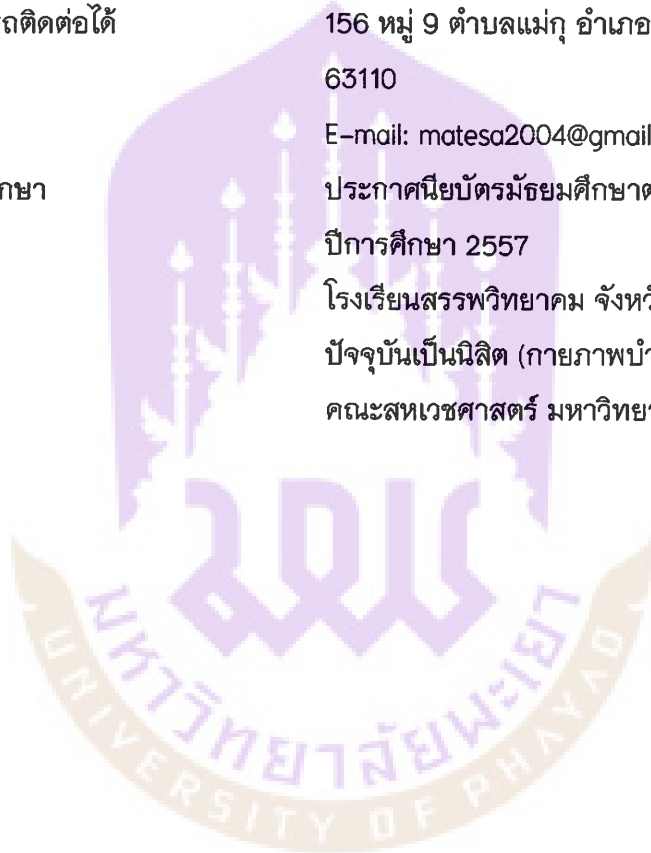 ถติดต่อได้ 156 หมู่ 9 ตำบลแม่กุ อำเภอ
63110
E-mail: matesa2004@gmail
กษา ประกาศนียบัตรมัธยมศึกษาต
ปีการศึกษา 2557
โรงเรียนสรรพวิทยาคม จังหวั
ปัจจุบันเป็นนิสิต (กายภาพบำ
คณะสหเวชศาสตร์ มหาวิทยา
มหาวิทยาลัยพะเยา
UNIVERSITY OF PHAYAO